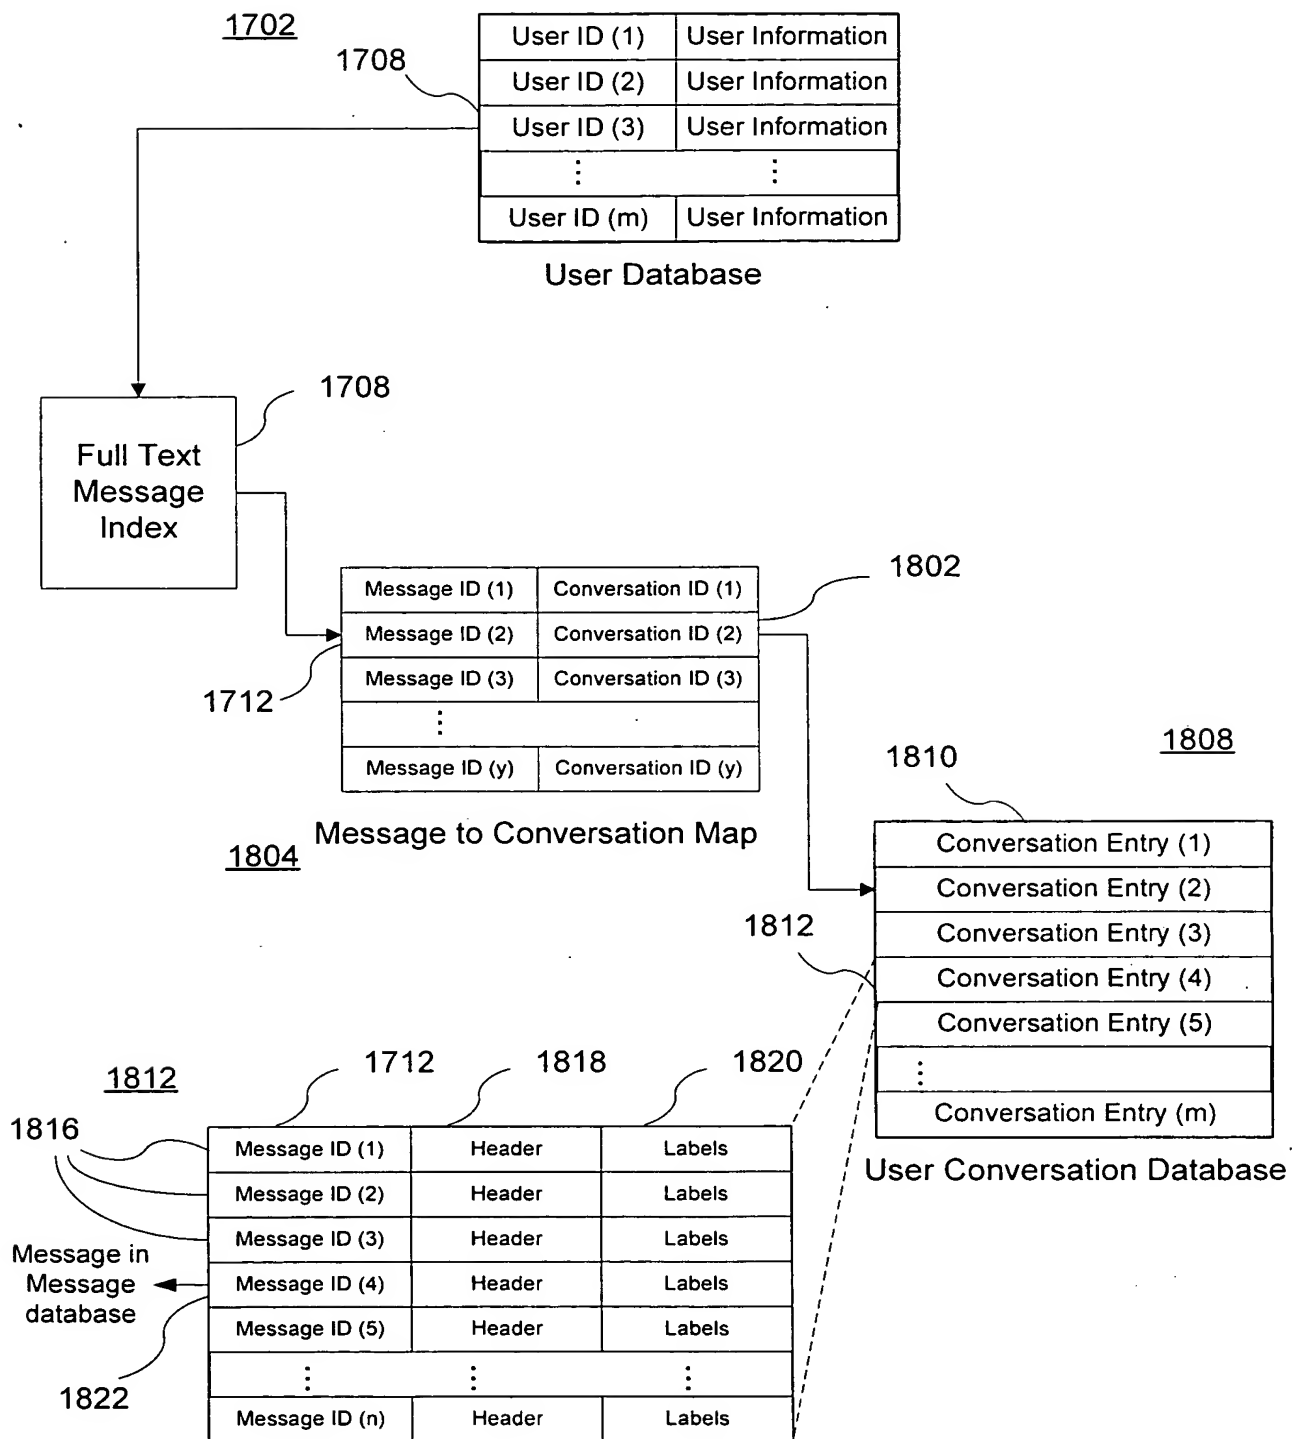 1702
User ID (1) User Information
1708
User ID (2) User Information
User ID (3) User Information
⋮ ⋮
User ID (m) User Information
User Database
1708
Full Text
Message
Index
1802
Message ID (1) Conversation ID (1)
Message ID (2) Conversation ID (2)
Message ID (3) Conversation ID (3)
1712
⋮
Message ID (y) Conversation ID (y)
Message to Conversation Map
1804
1808
1810
Conversation Entry (1)
Conversation Entry (2)
1812
Conversation Entry (3)
Conversation Entry (4)
Conversation Entry (5)
⋮
Conversation Entry (m)
User Conversation Database
1812
1712 1818 1820
1816
Message ID (1) Header Labels
Message ID (2) Header Labels
Message ID (3) Header Labels
Message in
Message
database
Message ID (4) Header Labels
Message ID (5) Header Labels
⋮ ⋮ ⋮
1822
Message ID (n) Header Labels